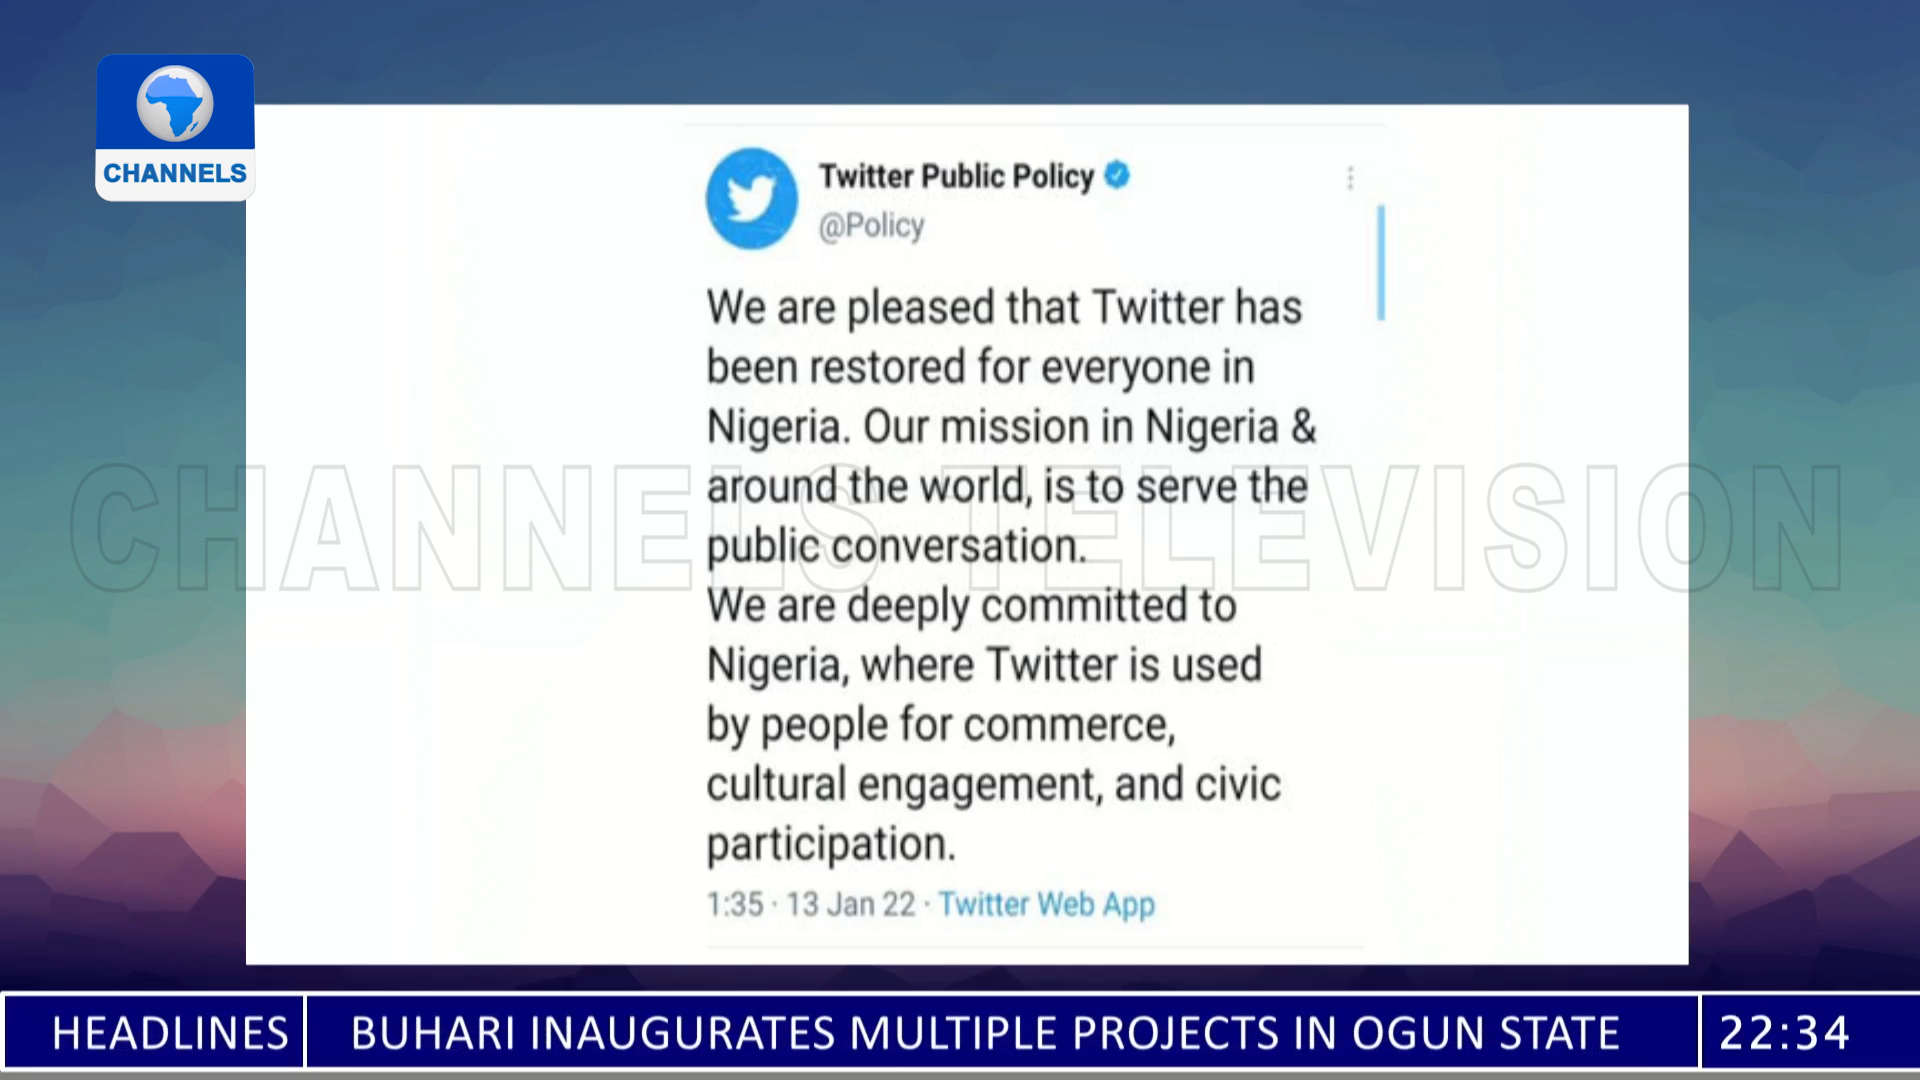 CHANNELS
Twitter Public Policy
@Policy
We are pleased that Twitter has
been restored for everyone in
Nigeria. Our mission in Nigeria &
around the world, is to serve the
public conversation.
We are deeply committed to
Nigeria, where Twitter is used
by people for commerce,
cultural engagement, and civic
participation.
1:35 · 13 Jan 22 · Twitter Web App
CHANNELS TELEVISION
HEADLINES
BUHARI INAUGURATES MULTIPLE PROJECTS IN OGUN STATE
22:34